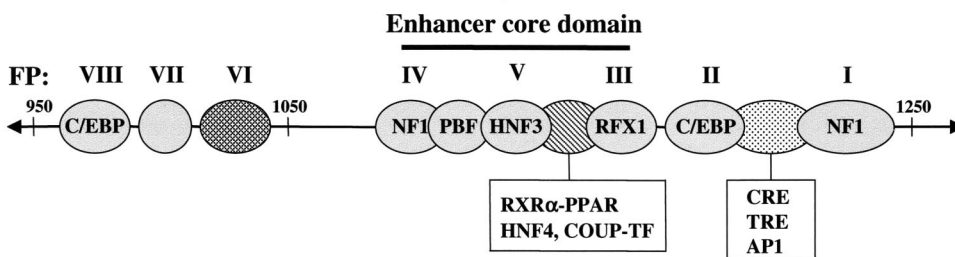 Enhancer core domain
FP: VIII VII VI IV V III II I
950 1050 1250
C/EBP NF1 PBF HNF3 RFX1 C/EBP NF1
RXRα-PPAR
HNF4, COUP-TF
CRE
TRE
AP1